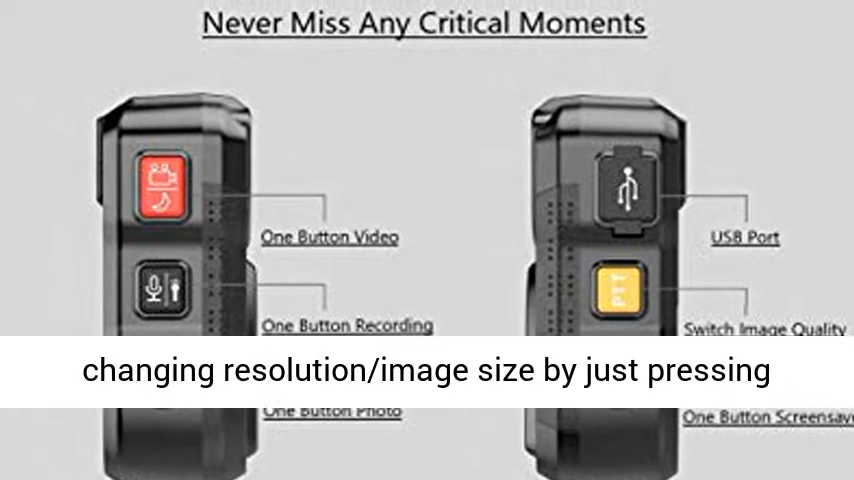 Never Miss Any Critical Moments
One Button Video
USB Port
PTT
One Button Recording
Switch Image Quality
changing resolution/image size by just pressing
One Button Photo
One Button Screensave